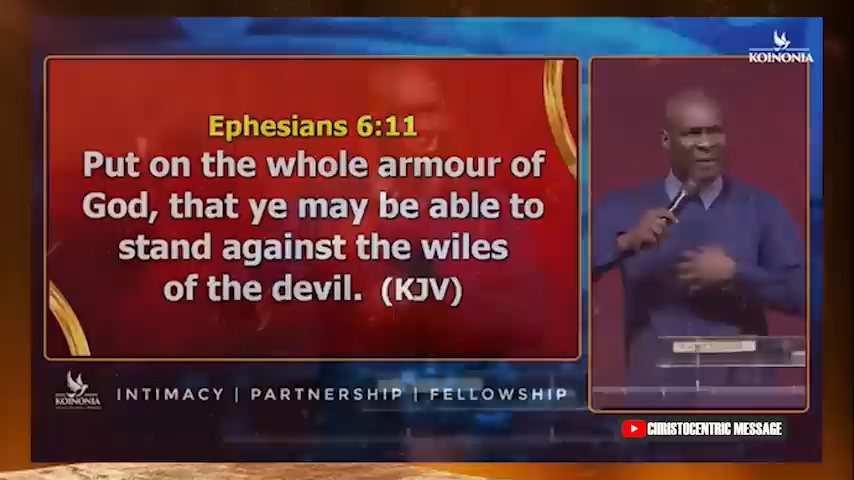 KOINONIA
Ephesians 6:11
Put on the whole armour of
God, that ye may be able to
stand against the wiles
of the devil. (KJV)
KOINONIA
INTIMACY | PARTNERSHIP | FELLOWSHIP
CHRISTOCENTRIC MESSAGE